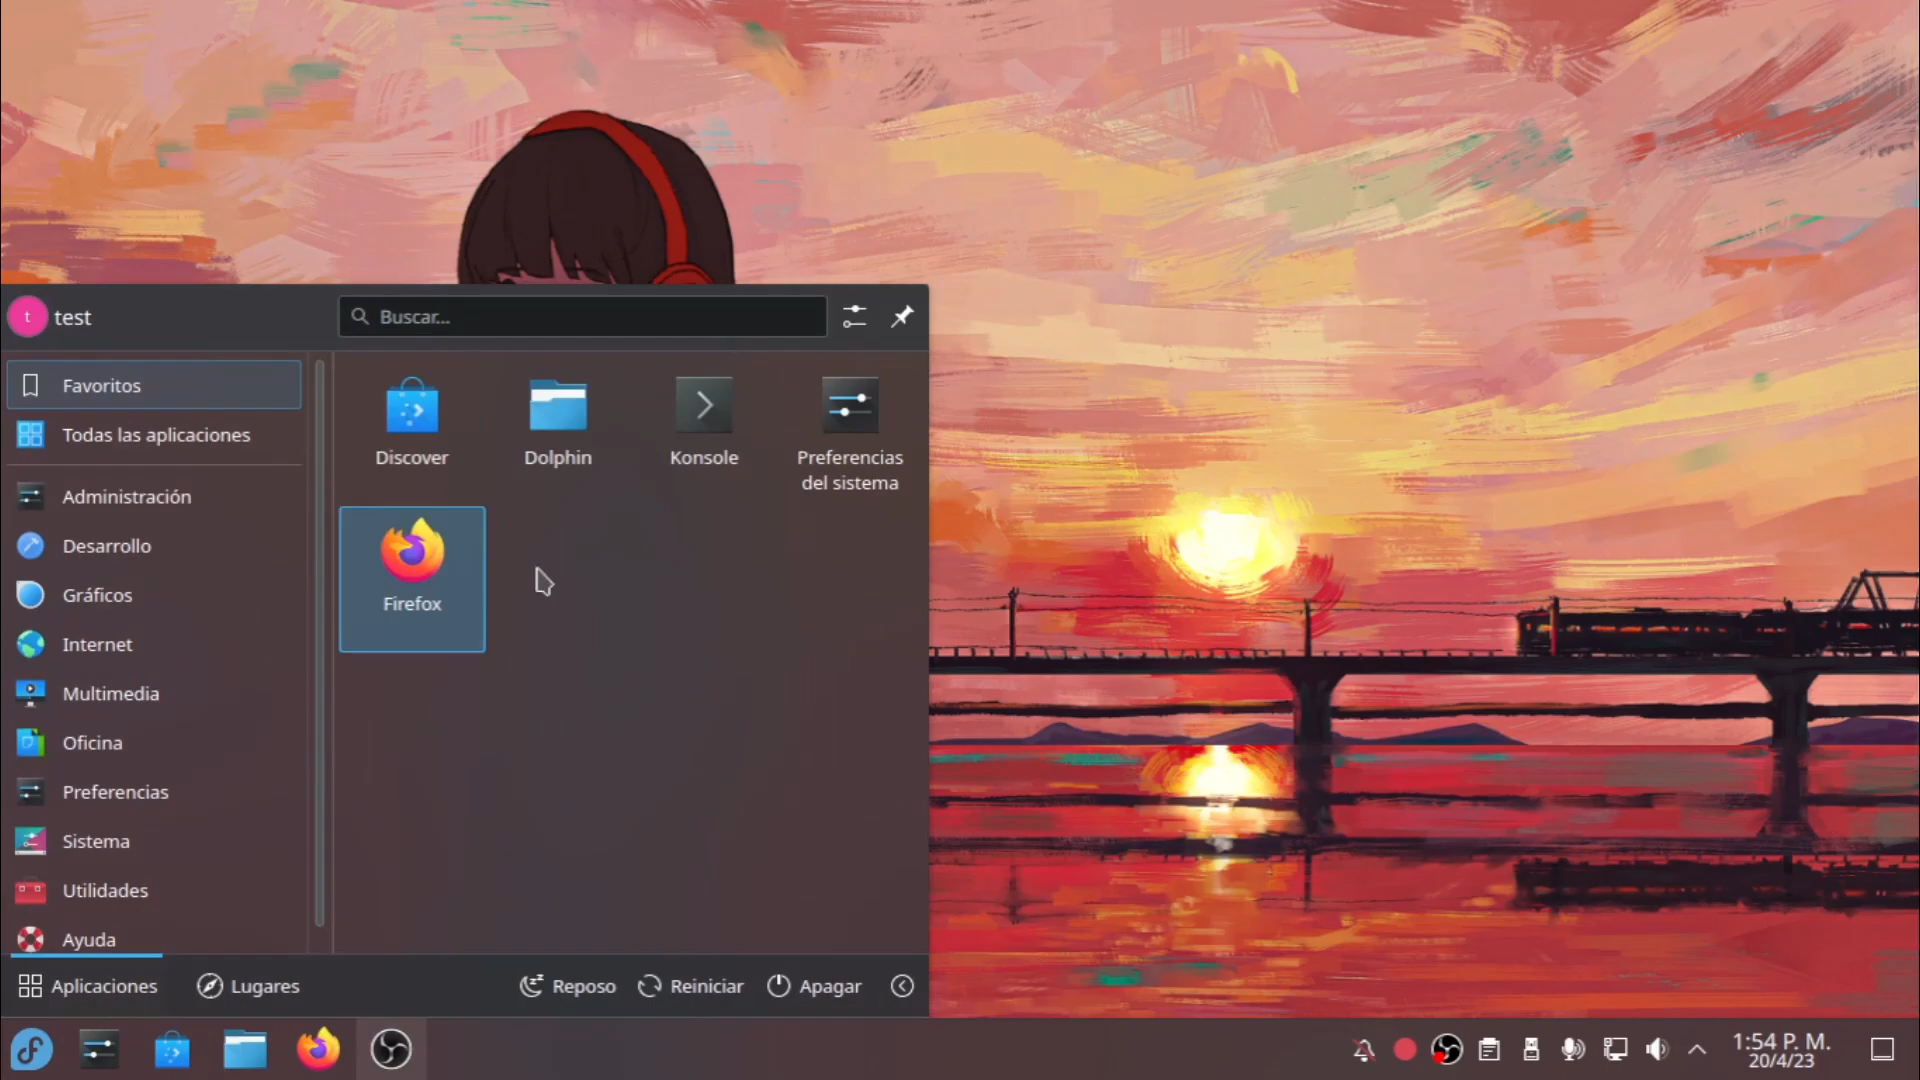 t
test
Buscar...
Favoritos
Todas las aplicaciones
Administración
Desarrollo
Gráficos
Internet
Multimedia
Oficina
Preferencias
Sistema
Utilidades
Ayuda
Discover
Dolphin
Konsole
Preferencias
del sistema
Firefox
Aplicaciones
Lugares
Reposo
Reiniciar
Apagar
1:54 P. M.
20/4/23